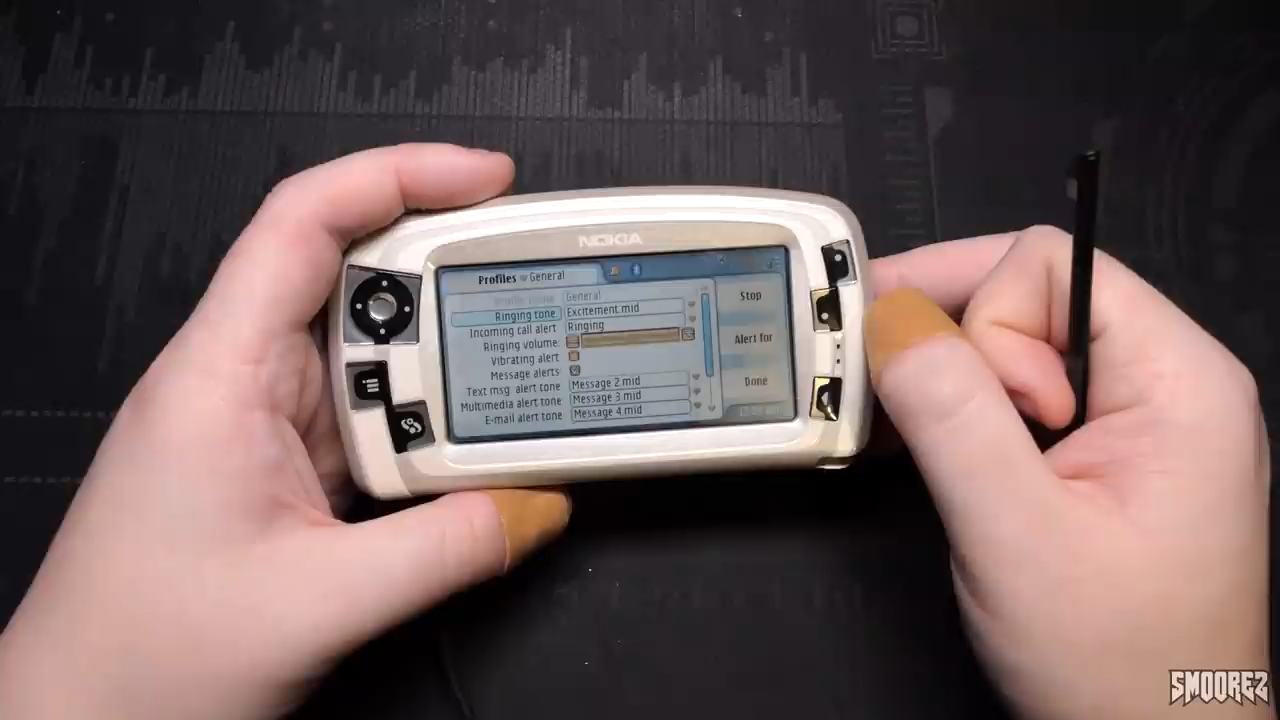 NOKIA
Profiles General
General
Ringing tone: Excitement mid
Incoming call alert Ringing
Ringing volume:
Vibrating alert
Message alerts:
Text msg. alert tone Message 2 mid
Multimedia alert tone Message 3 mid
E-mail alert tone Message 4 mid
Stop
Alert for
Done
SMOOREZ